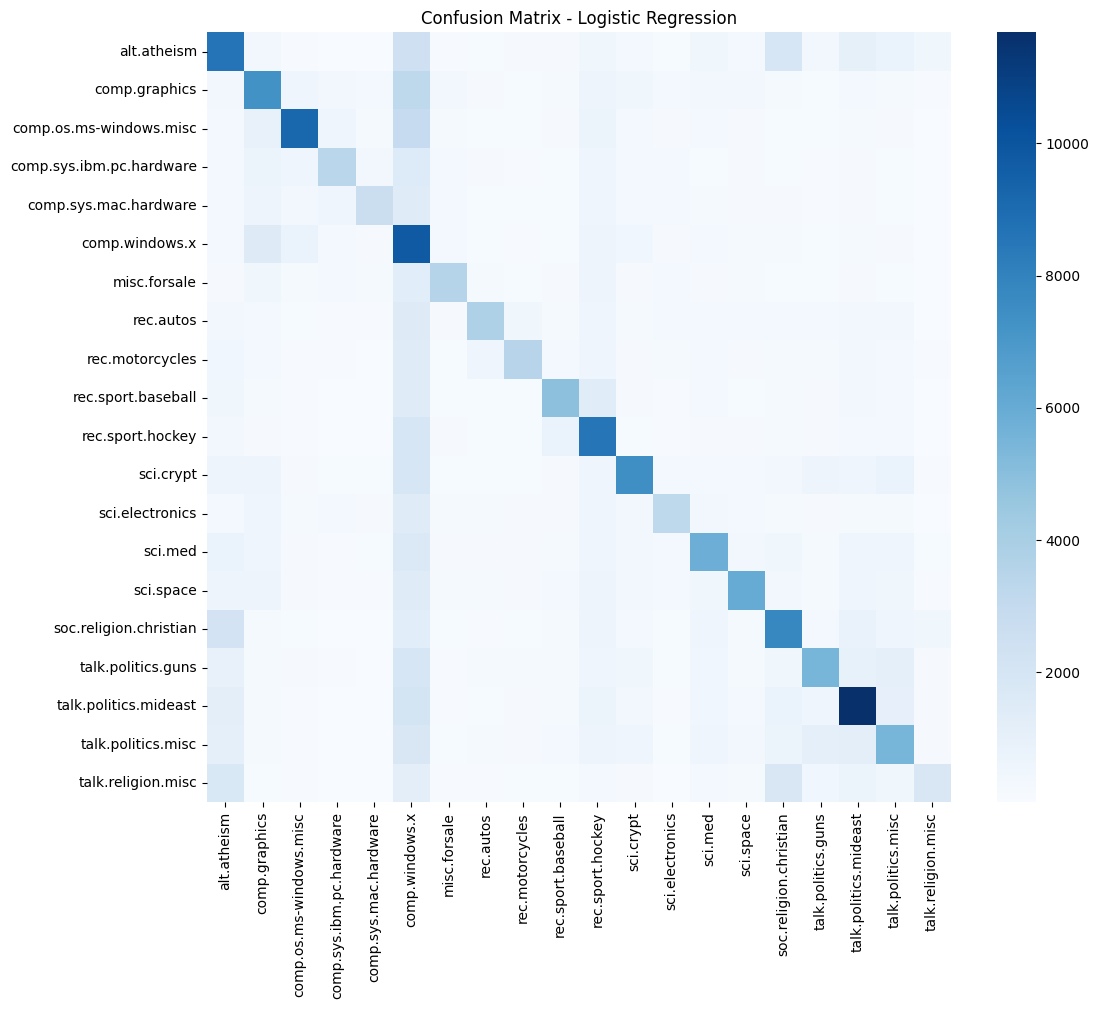 Confusion Matrix - Logistic Regression
alt.atheism
comp.graphics
comp.os.ms-windows.misc
comp.sys.ibm.pc.hardware
comp.sys.mac.hardware
comp.windows.x
misc.forsale
rec.autos
rec.motorcycles
rec.sport.baseball
rec.sport.hockey
sci.crypt
sci.electronics
sci.med
sci.space
soc.religion.christian
talk.politics.guns
talk.politics.mideast
talk.politics.misc
talk.religion.misc
alt.atheism
comp.graphics
comp.os.ms-windows.misc
comp.sys.ibm.pc.hardware
comp.sys.mac.hardware
comp.windows.x
misc.forsale
rec.autos
rec.motorcycles
rec.sport.baseball
rec.sport.hockey
sci.crypt
sci.electronics
sci.med
sci.space
soc.religion.christian
talk.politics.guns
talk.politics.mideast
talk.politics.misc
talk.religion.misc
10000
8000
6000
4000
2000